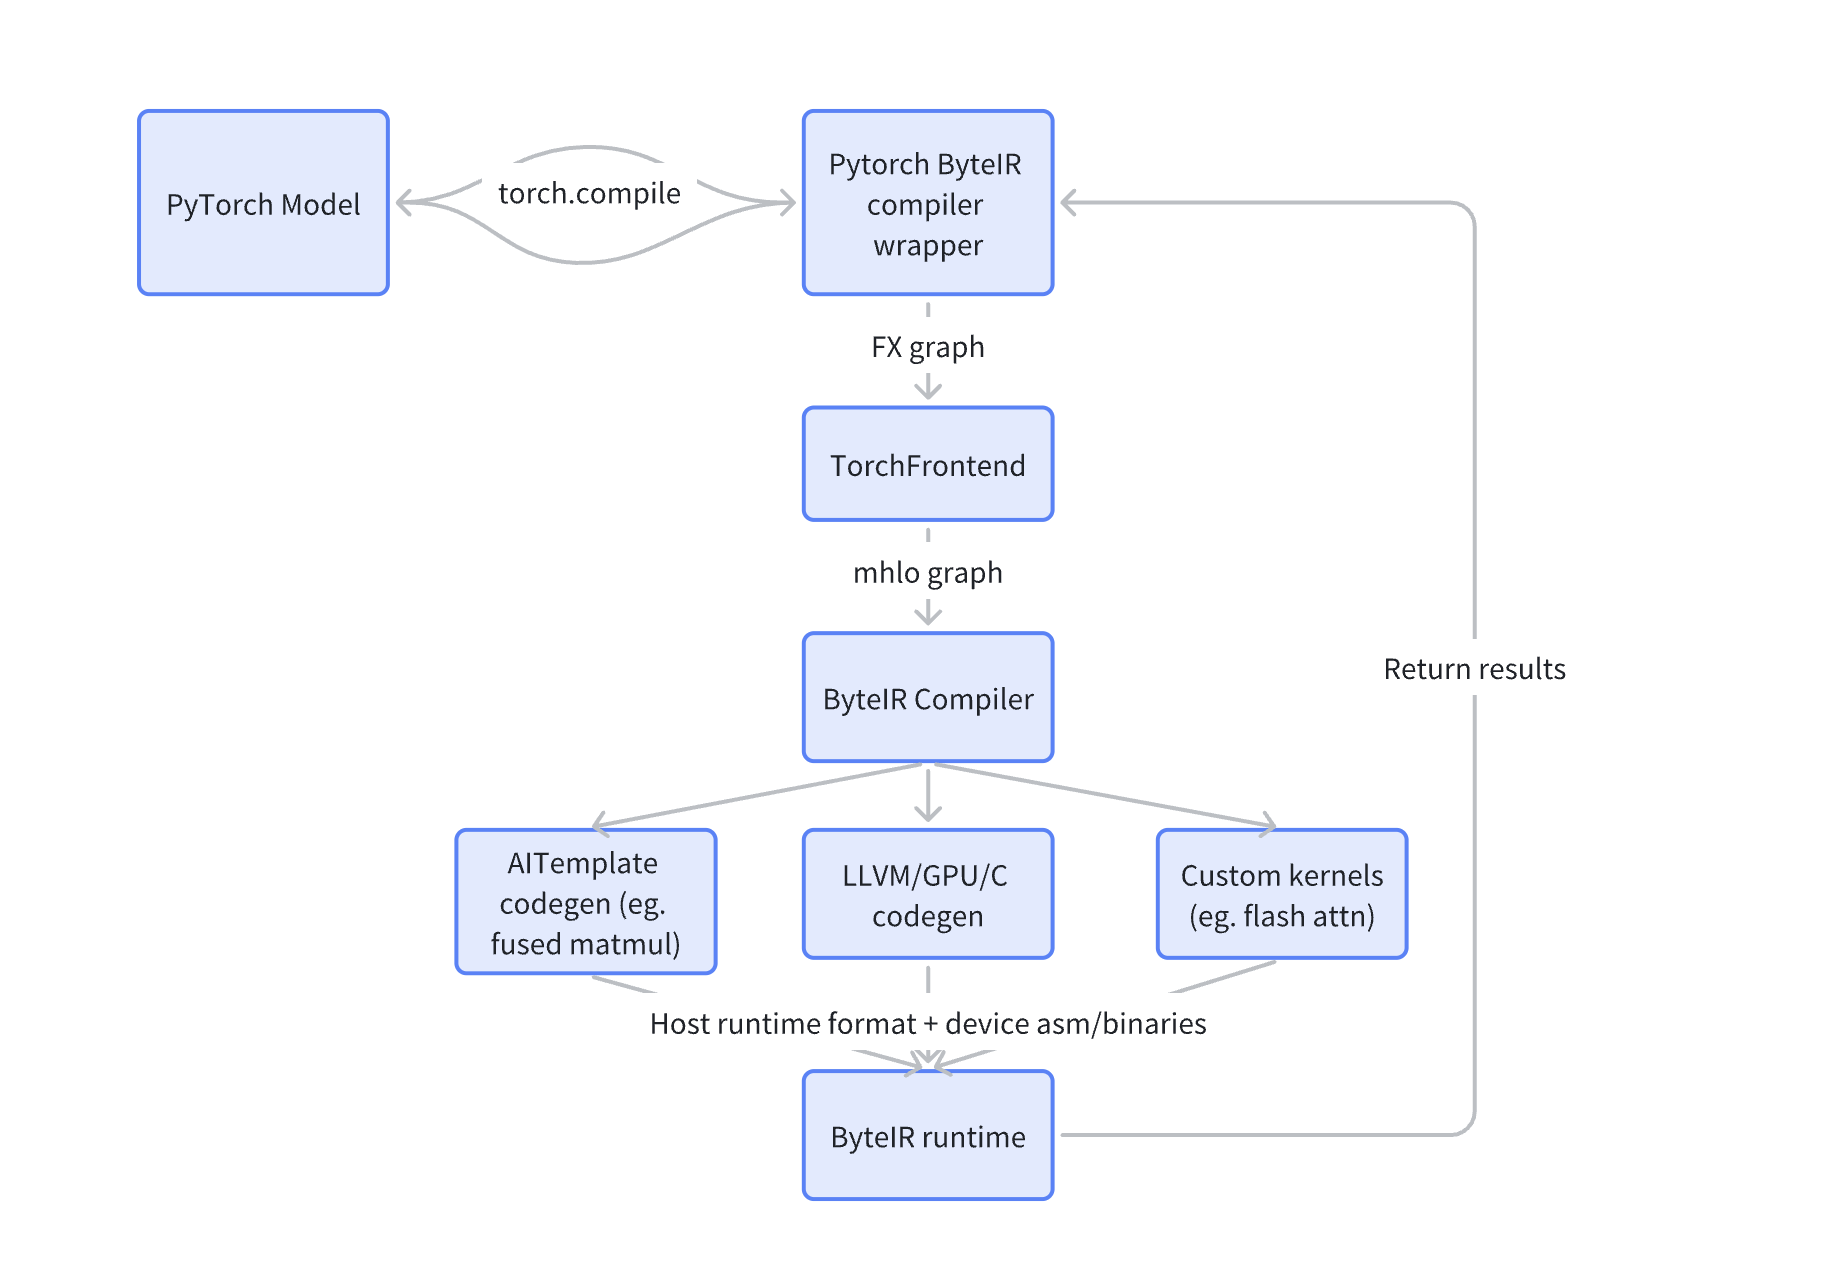 PyTorch Model
torch.compile
Pytorch ByteIR
compiler
wrapper
FX graph
TorchFrontend
mhlo graph
ByteIR Compiler
Return results
AITemplate
codegen (eg.
fused matmul)
LLVM/GPU/C
codegen
Custom kernels
(eg. flash attn)
Host runtime format + device asm/binaries
ByteIR runtime